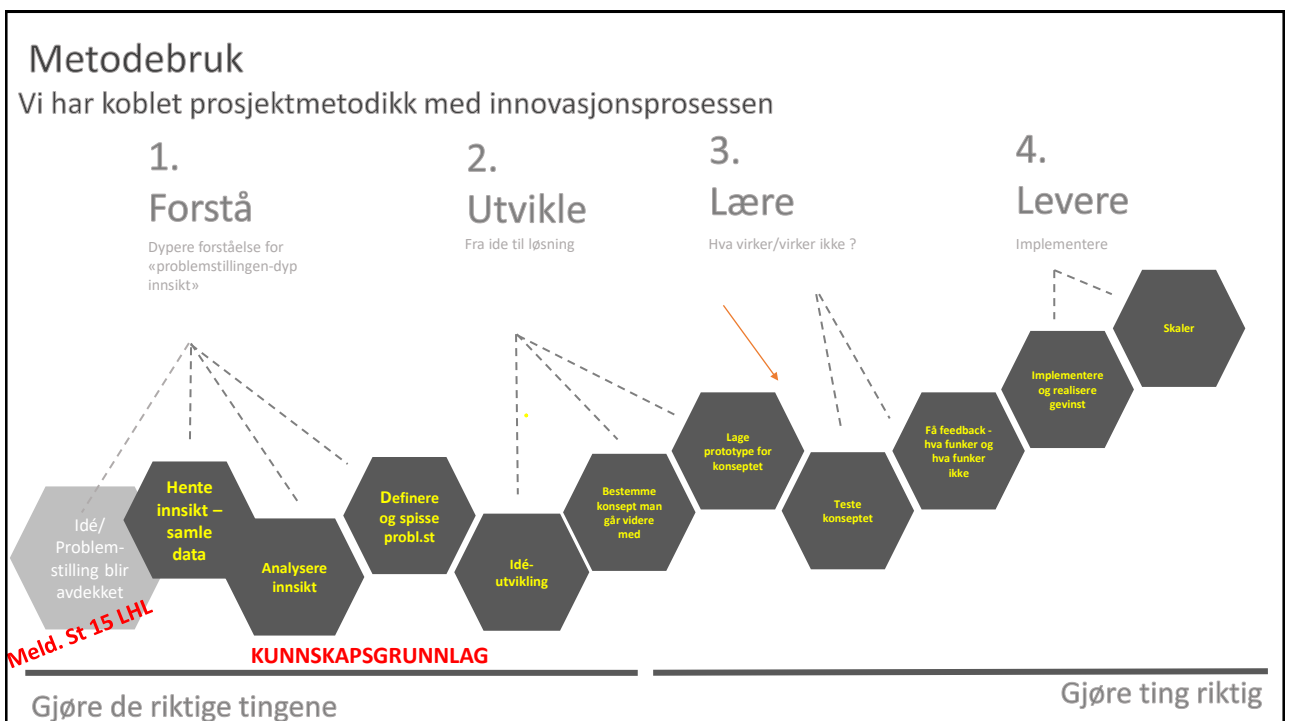 Metodebruk
Vi har koblet prosjektmetodikk med innovasjonsprosessen
1.
Forstå
Dypere forståelse for
«problemstillingen-dyp
innsikt»
2.
Utvikle
Fra ide til løsning
3.
Lære
Hva virker/virker ikke ?
4.
Levere
Implementere
Idé/
Problem-
stilling blir
avdekket
Hente
innsikt –
samle
data
Analysere
innsikt
Definere
og spisse
probl.st
Idé-
utvikling
Bestemme
konsept man
går videre
med
Lage
prototype for
konseptet
Teste
konseptet
Få feedback -
hva funker og
hva funker
ikke
Implementere
og realisere
gevinst
Skaler
Meld. St 15 LHL
KUNNSKAPSGRUNNLAG
Gjøre de riktige tingene
Gjøre ting riktig